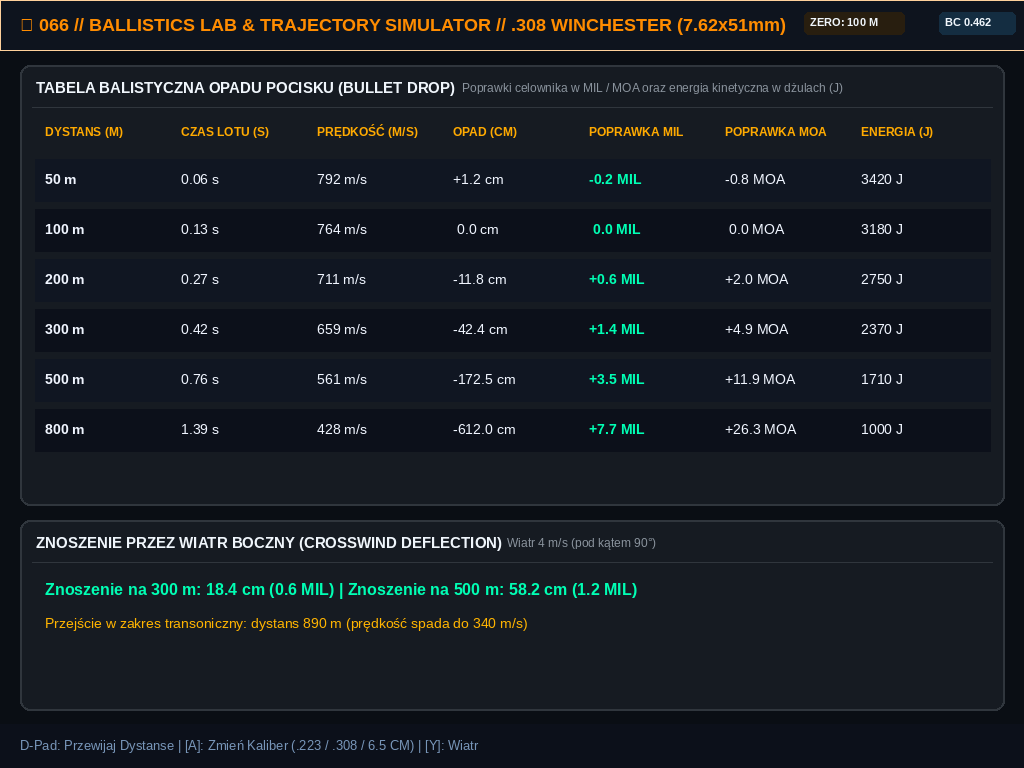 066 // BALLISTICS LAB & TRAJECTORY SIMULATOR // .308 WINCHESTER (7.62x51mm) ZERO: 100 M BC 0.462
TABELA BALISTYCZNA OPADU POCISKU (BULLET DROP) Poprawki celownika w MIL / MOA oraz energia kinetyczna w dżulach (J)
DYSTANS (M) CZAS LOTU (S) PRĘDKOŚĆ (M/S) OPAD (CM) POPRAWKA MIL POPRAWKA MOA ENERGIA (J)
50 m 0.06 s 792 m/s +1.2 cm -0.2 MIL -0.8 MOA 3420 J
100 m 0.13 s 764 m/s 0.0 cm 0.0 MIL 0.0 MOA 3180 J
200 m 0.27 s 711 m/s -11.8 cm +0.6 MIL +2.0 MOA 2750 J
300 m 0.42 s 659 m/s -42.4 cm +1.4 MIL +4.9 MOA 2370 J
500 m 0.76 s 561 m/s -172.5 cm +3.5 MIL +11.9 MOA 1710 J
800 m 1.39 s 428 m/s -612.0 cm +7.7 MIL +26.3 MOA 1000 J
ZNOSZENIE PRZEZ WIATR BOCZNY (CROSSWIND DEFLECTION) Wiatr 4 m/s (pod kątem 90°)
Znoszenie na 300 m: 18.4 cm (0.6 MIL) | Znoszenie na 500 m: 58.2 cm (1.2 MIL)
Przejście w zakres transoniczny: dystans 890 m (prędkość spada do 340 m/s)
D-Pad: Przewijaj Dystanse | [A]: Zmień Kaliber (.223 / .308 / 6.5 CM) | [Y]: Wiatr